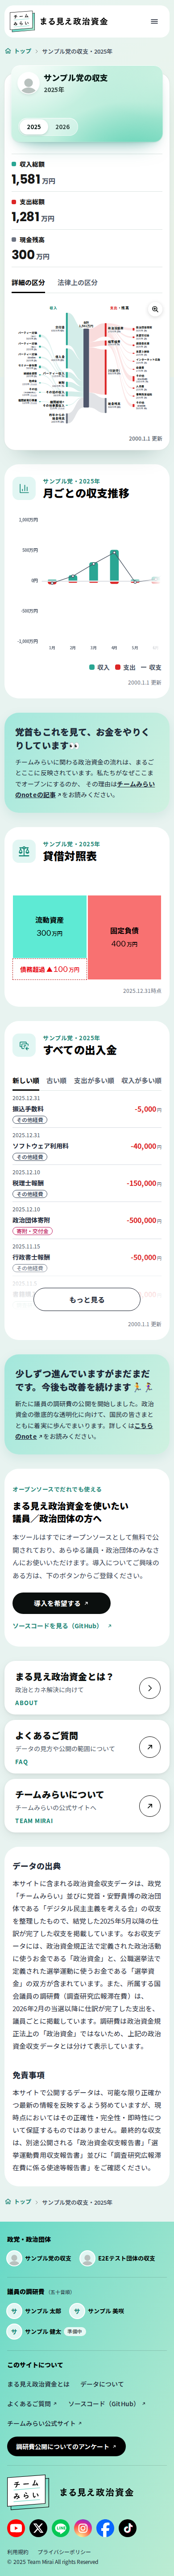 チーム
みらい
まる見え政治資金
トップ > サンプル党の収支・2025年
サンプル党の収支
2025年
2025 2026
収入総額
1,581 万円
支出総額
1,281 万円
現金残高
300 万円
詳細の区分 法律上の区分
収入
支出・残高
2000.1.1 更新
サンプル党・2025年
月ごとの収支推移
1,000万円
500万円
0円
-500万円
-1,000万円
1月 2月 3月 4月 5月
収入 支出 収支
2000.1.1 更新
党首もこれを見て、お金をやりく
りしています👀
チームみらいに関わる政治資金の流れは、まるご
とここに反映されています。私たちがなぜここま
でオープンにするのか、 その理由はチームみらい
のnoteの記事↗をお読みください。
サンプル党・2025年
貸借対照表
流動資産
300万円
固定負債
400万円
債務超過 ▲100万円
2025.12.31時点
サンプル党・2025年
すべての出入金
新しい順 古い順 支出が多い順 収入が多い順
2025.12.31
振込手数料
-5,000円
その他経費
2025.12.31
ソフトウェア利用料
-40,000円
その他経費
2025.12.10
税理士報酬
-150,000円
その他経費
2025.12.10
政治団体寄附
-500,000円
寄附・交付金
2025.11.15
行政書士報酬
-50,000円
その他経費
もっと見る
2000.1.1 更新
少しずつ進んでいますがまだまだ
です。今後も改善を続けます🏃🏃‍♀️
新たに議員の調研費の公開を開始しました。政治
資金の徹底的な透明化に向けて、国民の皆さまと
ともに着実に歩んでまいります。詳しくはこちら
のnote↗をお読みください。
オープンソースでだれでも使える
まる見え政治資金を使いたい
議員／政治団体の方へ
本ツールはすでにオープンソースとして無料で公
開されており、あらゆる議員・政治団体のみなさ
んにお使いいただけます。導入についてご興味の
ある方は、下のボタンからご登録ください。
導入を希望する ↗
ソースコードを見る（GitHub） ↗
まる見え政治資金とは？
政治とカネ解決に向けて
ABOUT
よくあるご質問
データの見方や公開の範囲について
FAQ
チームみらいについて
チームみらいの公式サイトへ
TEAM MIRAI
データの出典
本サイトに含まれる政治資金収支データは、政党
「チームみらい」並びに党首・安野貴博の政治団
体である「デジタル民主主義を考える会」の収支
を整理したもので、結党した2025年5月以降の仕
訳が完了した収支を掲載しています。なお収支デ
ータには、政治資金規正法で定義された政治活動
に使うお金である「政治資金」と、公職選挙法で
定義された選挙運動に使うお金である「選挙資
金」の双方が含まれています。また、所属する国
会議員の調研費（調査研究広報滞在費）は、
2026年2月の当選以降に仕訳が完了した支出を、
議員ごとに掲載しています。調研費は政治資金規
正法上の「政治資金」ではないため、上記の政治
資金収支データとは分けて表示しています。
免責事項
本サイトで公開するデータは、可能な限り正確か
つ最新の情報を反映するよう努めていますが、現
時点においてはその正確性・完全性・即時性につ
いて保証するものではありません。最終的な収支
は、別途公開される「政治資金収支報告書」「選
挙運動費用収支報告書」並びに「調査研究広報滞
在費に係る使途等報告書」をご確認ください。
トップ > サンプル党の収支・2025年
政党・政治団体
サンプル党の収支 E2Eテスト団体の収支
議員の調研費 （五十音順）
サ サンプル 太郎 サ サンプル 美咲
サ サンプル 健太 準備中
このサイトについて
まる見え政治資金とは データについて
よくあるご質問 ↗ ソースコード（GitHub） ↗
チームみらい公式サイト ↗
調研費公開についてのアンケート ↗
チーム
みらい
まる見え政治資金
利用規約 プライバシーポリシー
© 2025 Team Mirai All rights Reserved